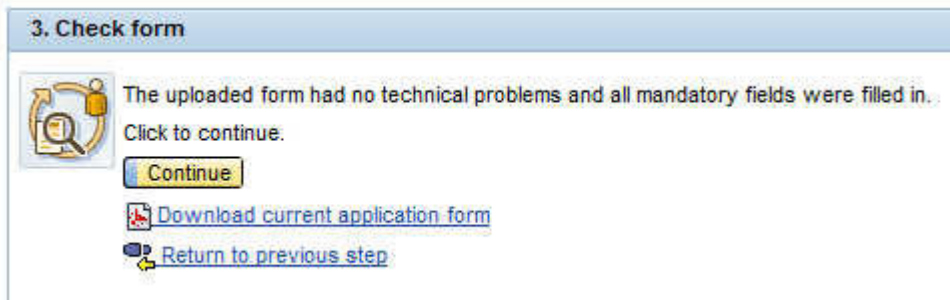 3. Check form
The uploaded form had no technical problems and all mandatory fields were filled in.
Click to continue.
Continue
Download current application form
Return to previous step